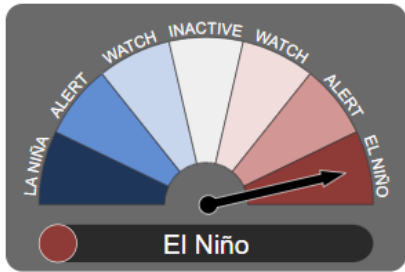 LA NIÑA
ALERT
WATCH
INACTIVE
WATCH
ALERT
EL NIÑO
El Niño